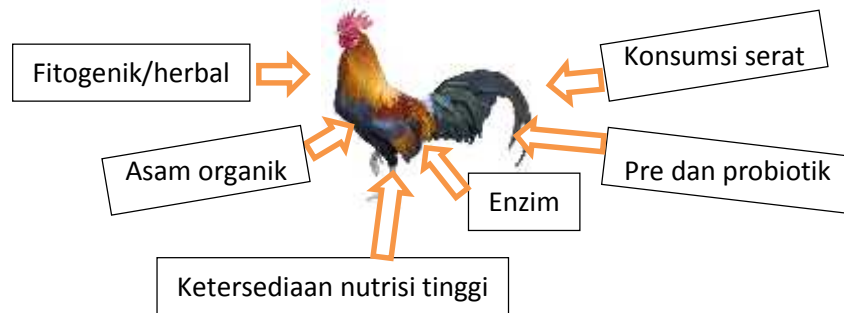 Fitogenik/herbal
Konsumsi serat
Asam organik
Pre dan probiotik
Enzim
Ketersediaan nutrisi tinggi